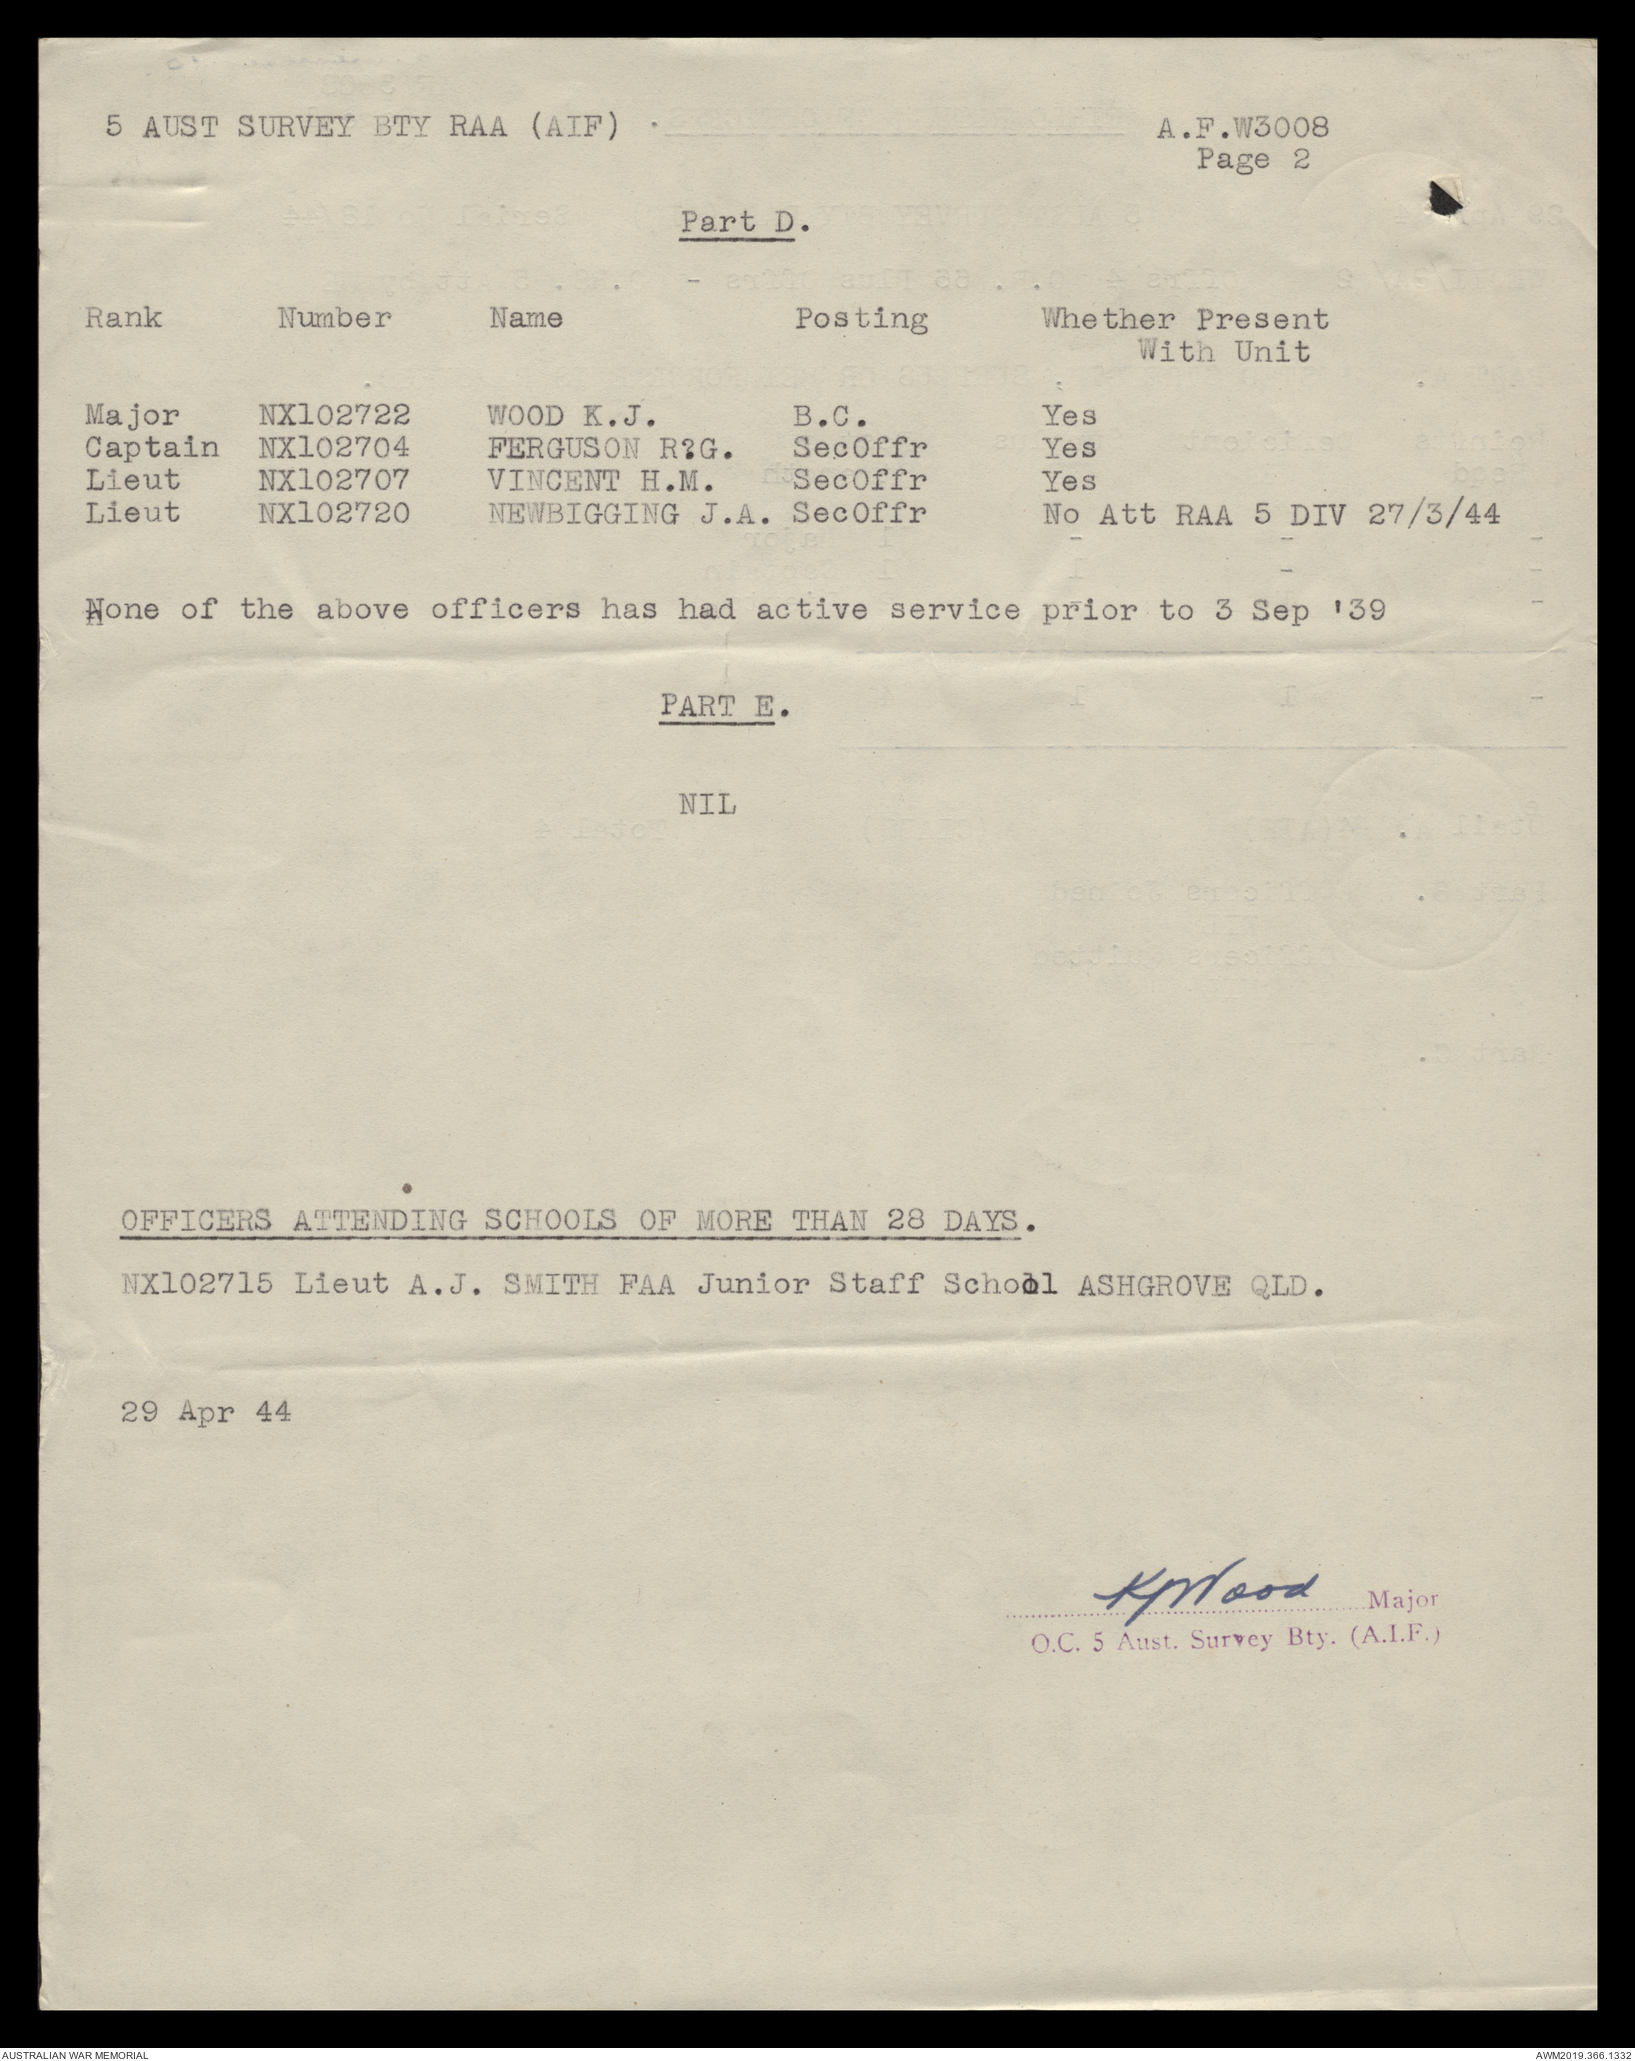 5 AUST SURVEY BTY RAA (AIF) A.F.W3008
Page 2
Part D.
Rank Number Name Posting Whether Present
With Unit
Major NX102722 WOOD K.J. B.C. Yes
Captain NX102704 FERGUSON R?G. SecOffr Yes
Lieut NX102707 VINCENT H.M. SecOffr Yes
Lieut NX102720 NEWBIGGING J.A. SecOffr No Att RAA 5 DIV 27/3/44
None of the above officers has had active service prior to 3 Sep '39
PART E.
NIL
OFFICERS ATTENDING SCHOOLS OF MORE THAN 28 DAYS.
NX102715 Lieut A.J. SMITH FAA Junior Staff School ASHGROVE QLD.
29 Apr 44
KJWood Major
O.C. 5 Aust. Survey Bty. (A.I.F.)
AUSTRALIAN WAR MEMORIAL AWM2019.366.1332